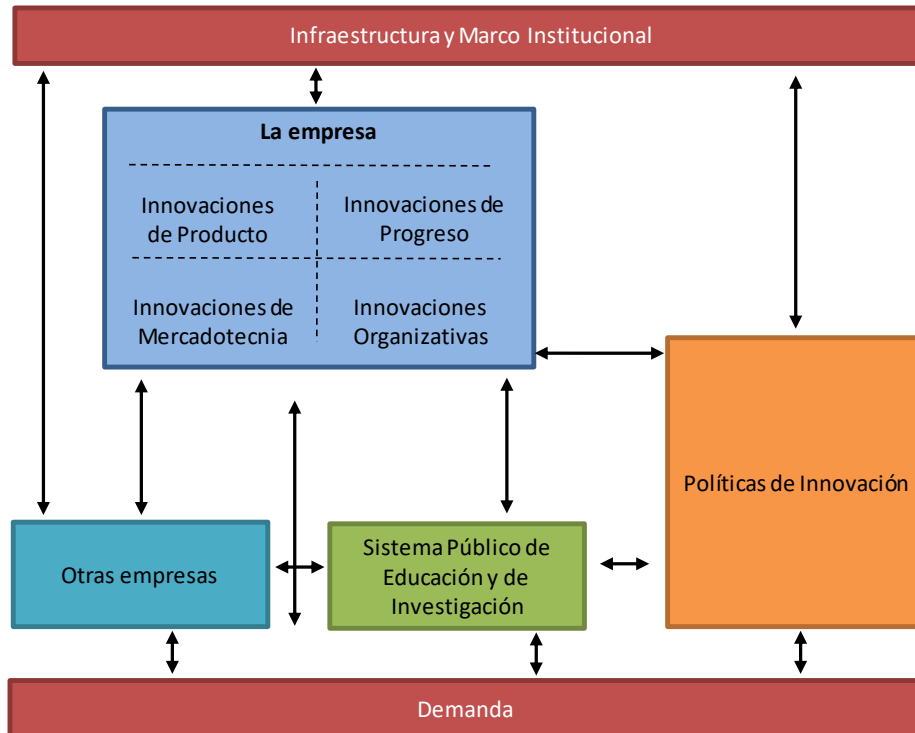 Infraestructura y Marco Institucional
La empresa
Innovaciones
de Producto
Innovaciones de
Progreso
Innovaciones de
Mercadotecnia
Innovaciones
Organizativas
Políticas de Innovación
Otras empresas
Sistema Público de
Educación y de
Investigación
Demanda